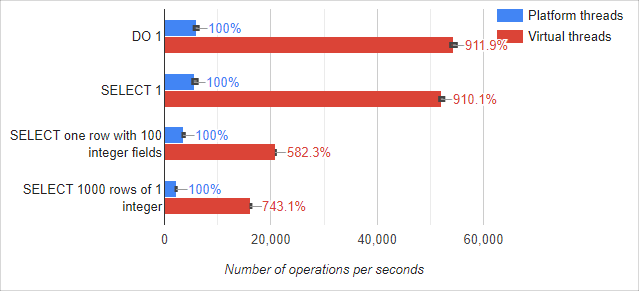 Platform threads
Virtual threads
DO 1
100%
911.9%
SELECT 1
100%
910.1%
SELECT one row with 100
integer fields
100%
582.3%
SELECT 1000 rows of 1
integer
100%
743.1%
0
20,000
40,000
60,000
Number of operations per seconds